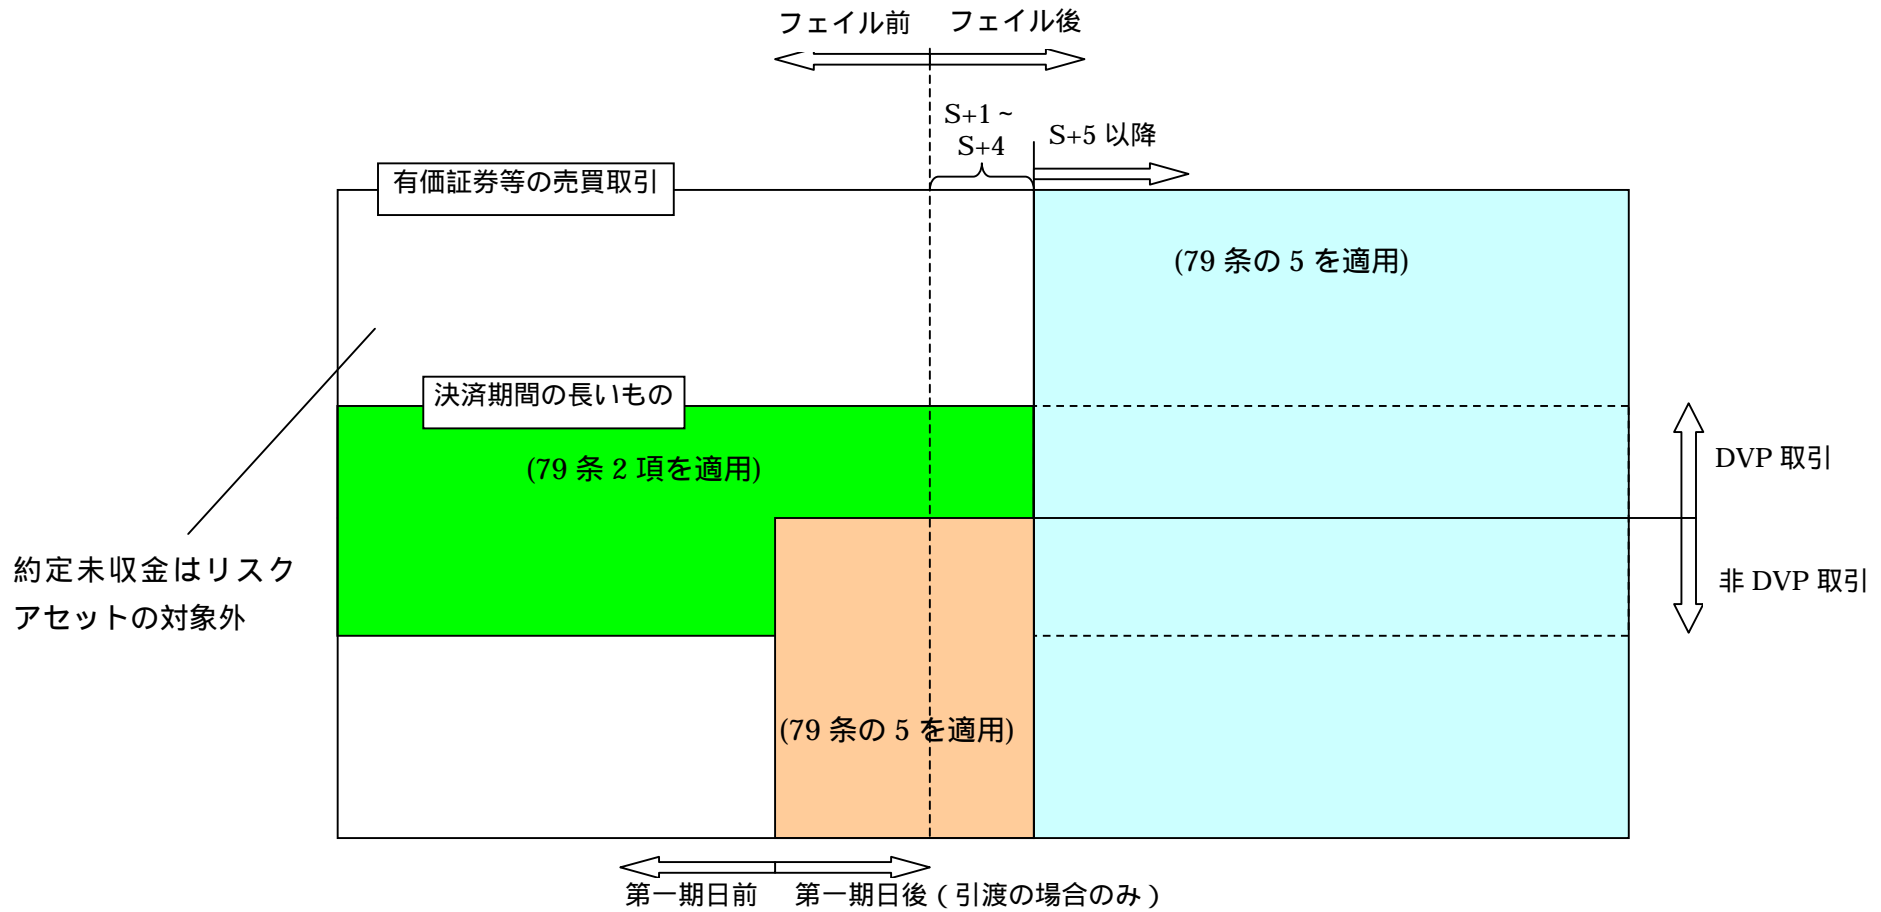 フェイル前 フェイル後
S+1~
S+4
S+5 以降
有価証券等の売買取引
(79 条の 5 を適用)
決済期間の長いもの
(79 条 2 項を適用)
DVP 取引
約定未収金はリスク
アセットの対象外
非 DVP 取引
(79 条の 5 を適用)
第一期日前 第一期日後(引渡の場合のみ)